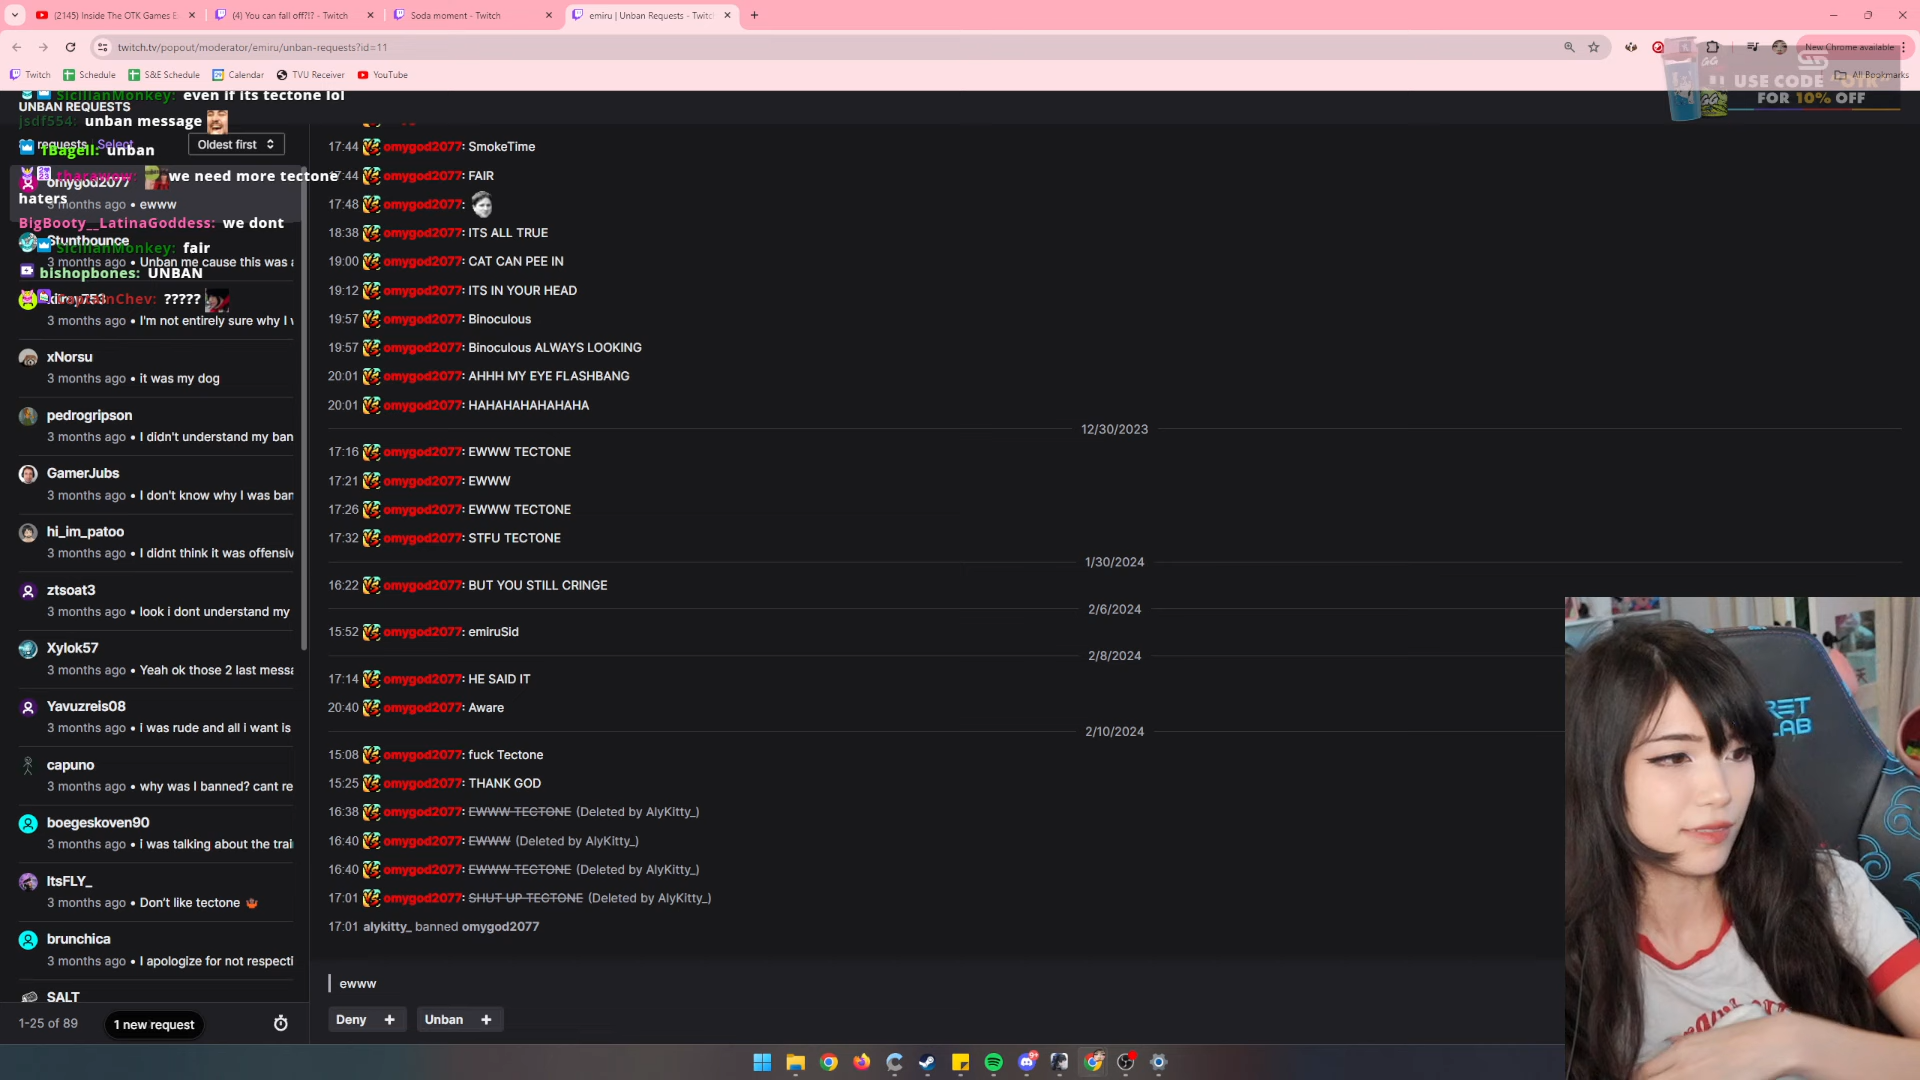 (2145) Inside The OTK Games E
(4) You can fall off?!? - Twitch
Soda moment - Twitch
emiru | Unban Requests - Twitc
twitch.tv/popout/moderator/emiru/unban-requests?id=11
New Chrome available
Twitch
Schedule
S&E Schedule
Calendar
TVU Receiver
YouTube
All Bookmarks
USE CODE "OTK"
FOR 10% OFF
SicilianMonkey: even if its tectone lol
UNBAN REQUESTS
jsdf554: unban message
requests Select
Oldest first
TBagell: unban
we need more tectone
haters
omygod2077
3 months ago • ewww
BigBooty__LatinaGoddess: we dont
Stuntbounce
SicilianMonkey: fair
3 months ago • Unban me cause this was a
bishopbones: UNBAN
CaptainChev: ?????
3 months ago • I'm not entirely sure why I w
xNorsu
3 months ago • it was my dog
pedrogripson
3 months ago • I didn't understand my ban
GamerJubs
3 months ago • I don't know why I was ban
hi_im_patoo
3 months ago • I didnt think it was offensiv
ztsoat3
3 months ago • look i dont understand my
Xylok57
3 months ago • Yeah ok those 2 last messa
Yavuzreis08
3 months ago • i was rude and all i want is
capuno
3 months ago • why was I banned? cant re
boegeskoven90
3 months ago • i was talking about the trai
ItsFLY_
3 months ago • Don't like tectone
brunchica
3 months ago • I apologize for not respecti
SALT
1-25 of 89
1 new request
17:44 omygod2077: SmokeTime
17:44 omygod2077: FAIR
17:48 omygod2077:
18:38 omygod2077: ITS ALL TRUE
19:00 omygod2077: CAT CAN PEE IN
19:12 omygod2077: ITS IN YOUR HEAD
19:57 omygod2077: Binoculous
19:57 omygod2077: Binoculous ALWAYS LOOKING
20:01 omygod2077: AHHH MY EYE FLASHBANG
20:01 omygod2077: HAHAHAHAHAHAHA
12/30/2023
17:16 omygod2077: EWWW TECTONE
17:21 omygod2077: EWWW
17:26 omygod2077: EWWW TECTONE
17:32 omygod2077: STFU TECTONE
1/30/2024
16:22 omygod2077: BUT YOU STILL CRINGE
2/6/2024
15:52 omygod2077: emiruSid
2/8/2024
17:14 omygod2077: HE SAID IT
20:40 omygod2077: Aware
2/10/2024
15:08 omygod2077: fuck Tectone
15:25 omygod2077: THANK GOD
16:38 omygod2077: EWWW TECTONE (Deleted by AlyKitty_)
16:40 omygod2077: EWWW (Deleted by AlyKitty_)
16:40 omygod2077: EWWW TECTONE (Deleted by AlyKitty_)
17:01 omygod2077: SHUT UP TECTONE (Deleted by AlyKitty_)
17:01 alykitty_ banned omygod2077
ewww
Deny +
Unban +